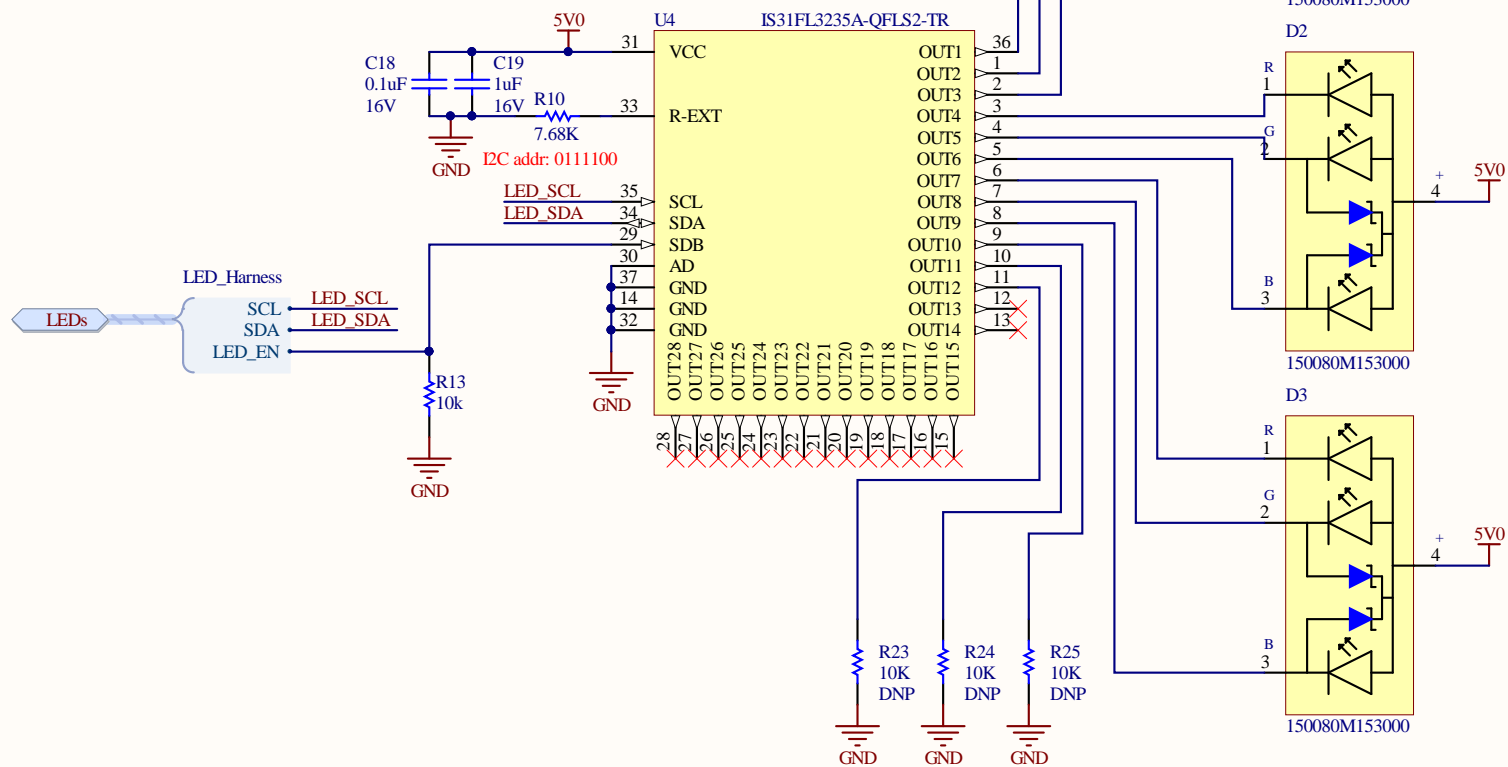 150080M153000
D2
5V0
U4
IS31FL3235A-QFLS2-TR
C18
0.1uF
16V
C19
1uF
16V
R10
7.68K
GND
I2C addr: 0111100
31
VCC
33
R-EXT
LED_SCL
35
SCL
LED_SDA
34
SDA
29
SDB
30
AD
37
GND
14
GND
32
GND
GND
OUT1
36
OUT2
1
OUT3
2
OUT4
3
OUT5
4
OUT6
5
OUT7
6
OUT8
7
OUT9
8
OUT10
9
OUT11
10
OUT12
11
OUT13
12
OUT14
13
OUT28
OUT27
OUT26
OUT25
OUT24
OUT23
OUT22
OUT21
OUT20
OUT19
OUT18
OUT17
OUT16
OUT15
28
27
26
25
24
23
22
21
20
19
18
17
16
15
LED_Harness
LEDs
SCL
LED_SCL
SDA
LED_SDA
LED_EN
R13
10k
GND
R
1
G
2
B
3
+
4
5V0
150080M153000
D3
R
1
G
2
B
3
+
4
5V0
150080M153000
R23
10K
DNP
GND
R24
10K
DNP
GND
R25
10K
DNP
GND